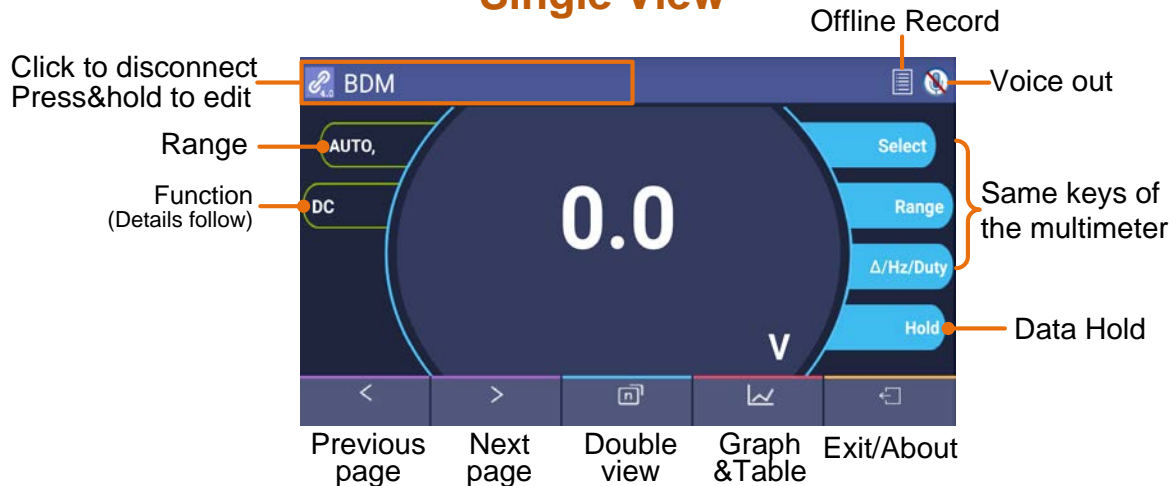 Single View
Offline Record
Click to disconnect
Press&hold to edit
4.0
BDM
Voice out
Range
AUTO,
Select
Function
(Details follow)
DC
0.0
Range
Same keys of
the multimeter
Δ/Hz/Duty
Hold
Data Hold
V
<
>
n
Previous
page
Next
page
Double
view
Graph
&Table
Exit/About